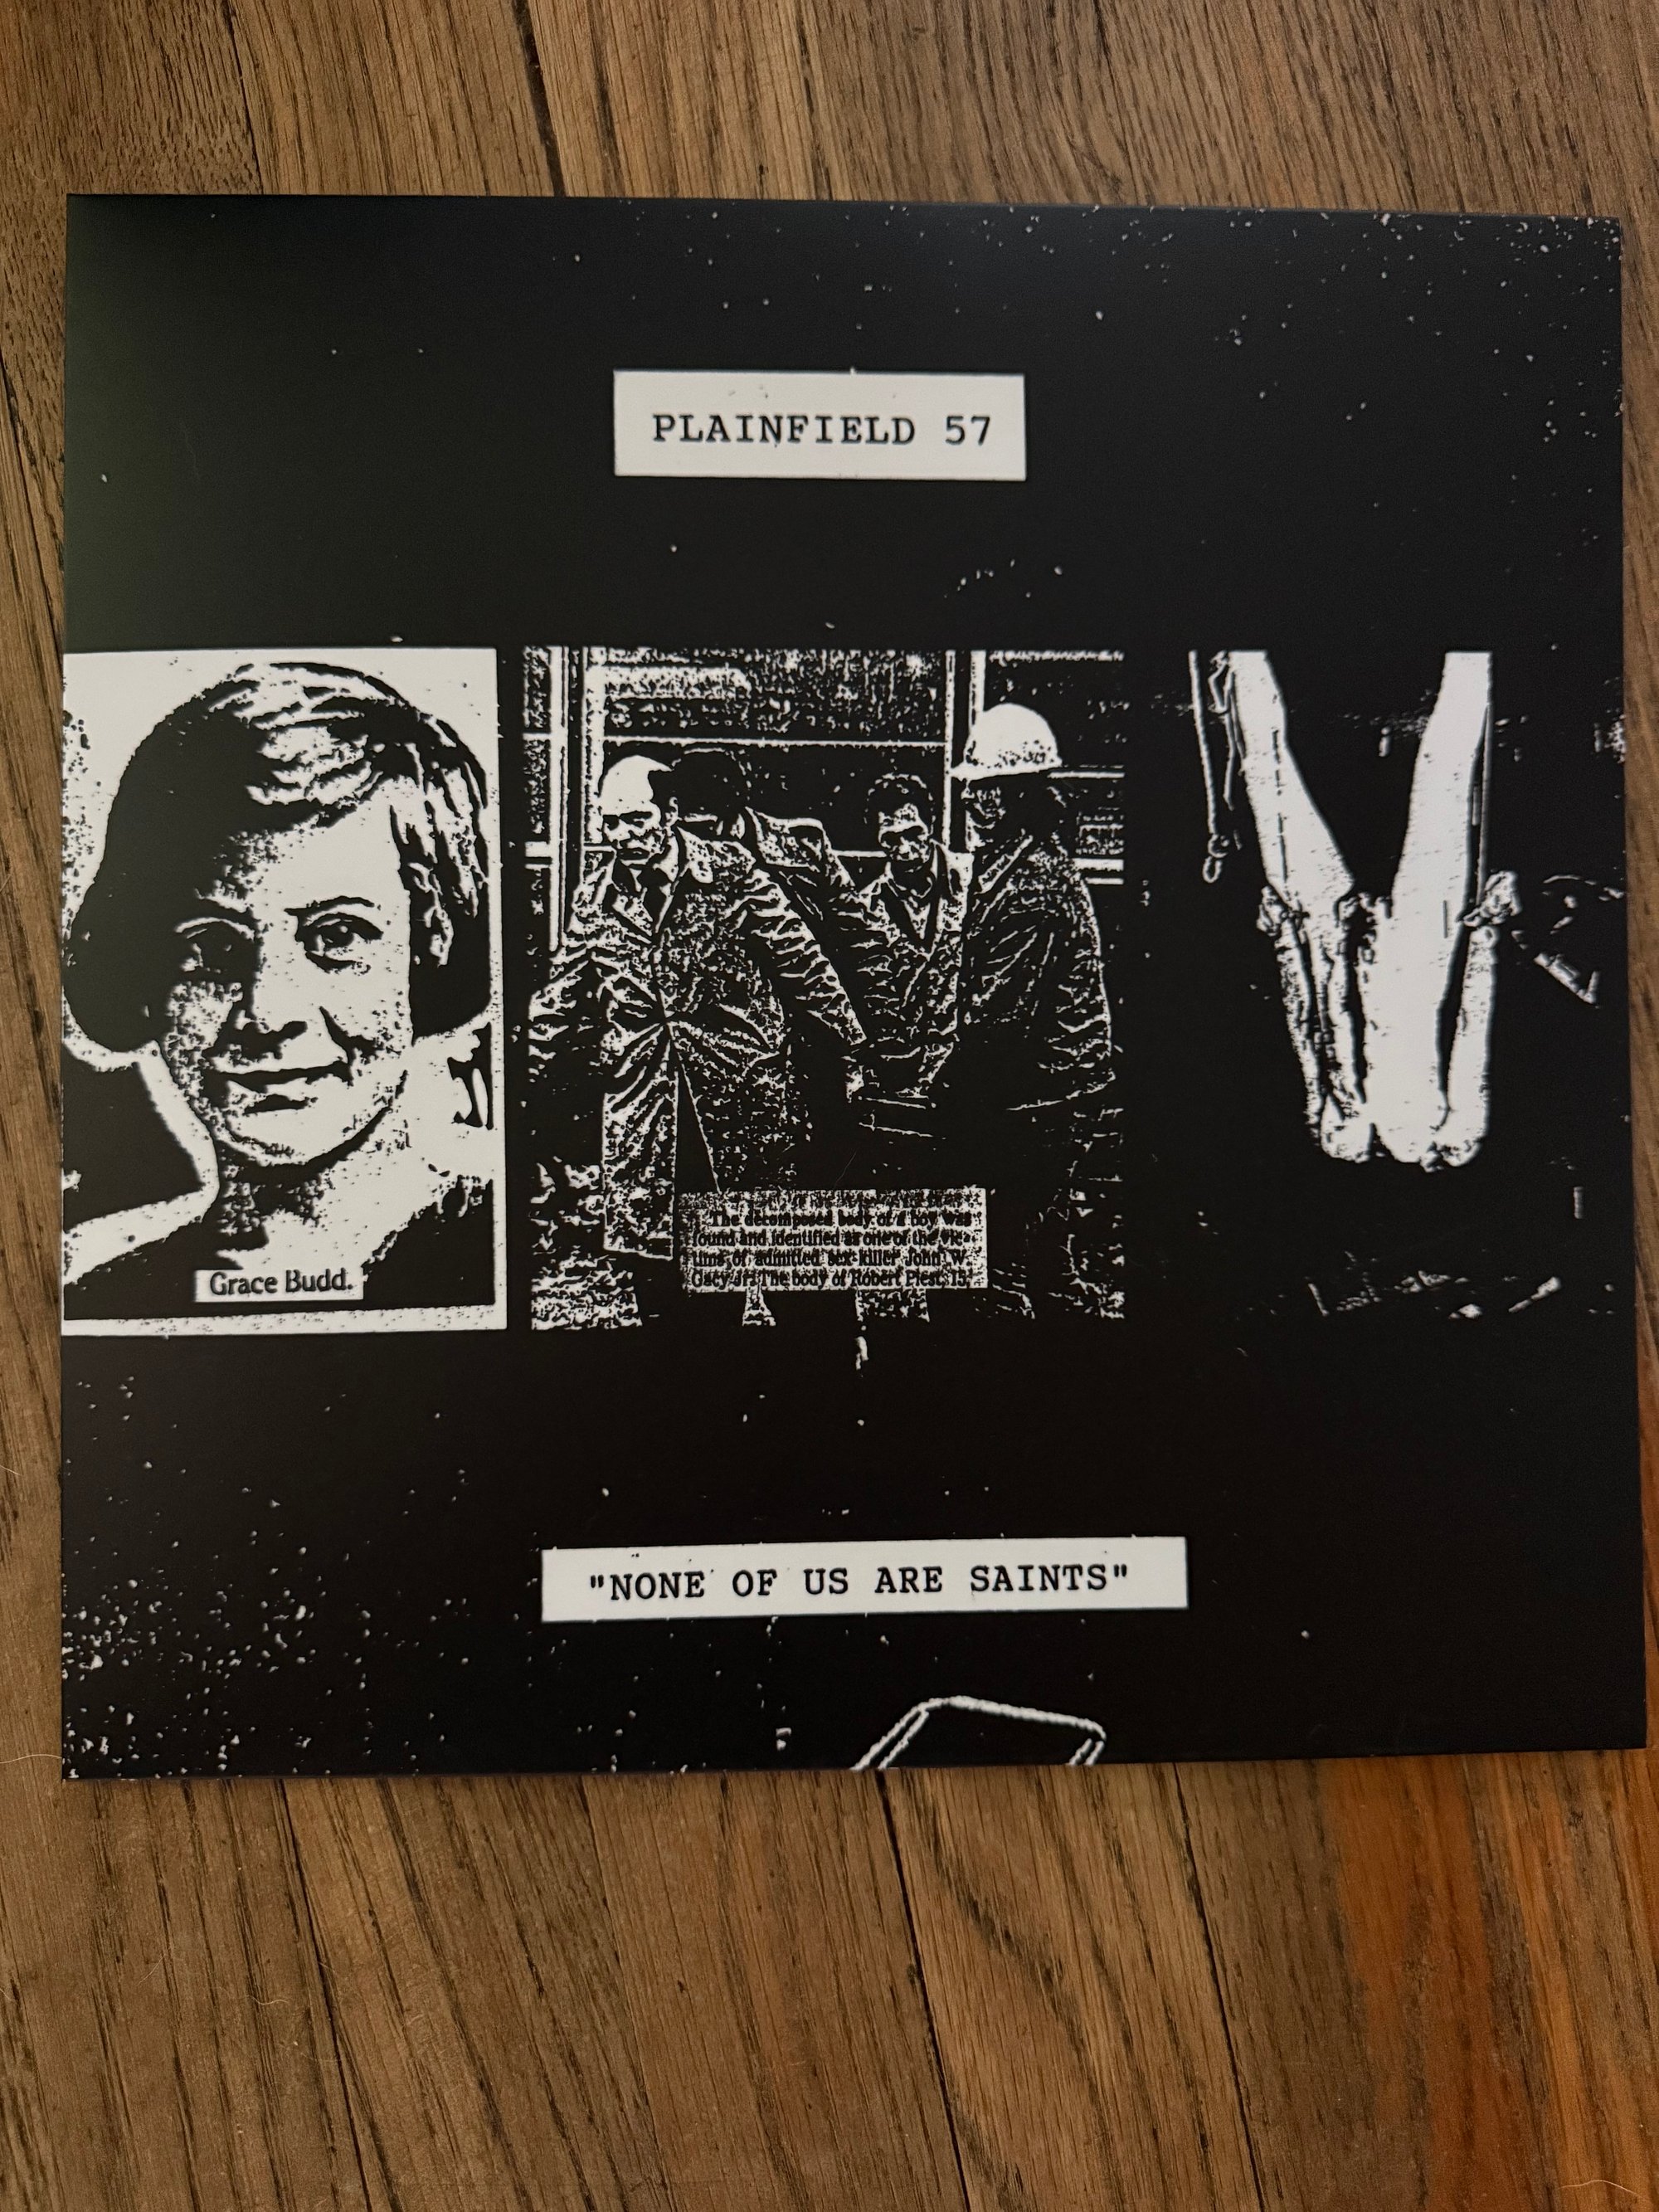 PLAINFIELD 57
Grace Budd.
The decomposed body of a boy was
found and identified as one of the vic-
tims of admitted sex killer John W.
Gacy Jr. The body of Robert Piest, 15,
"NONE OF US ARE SAINTS"